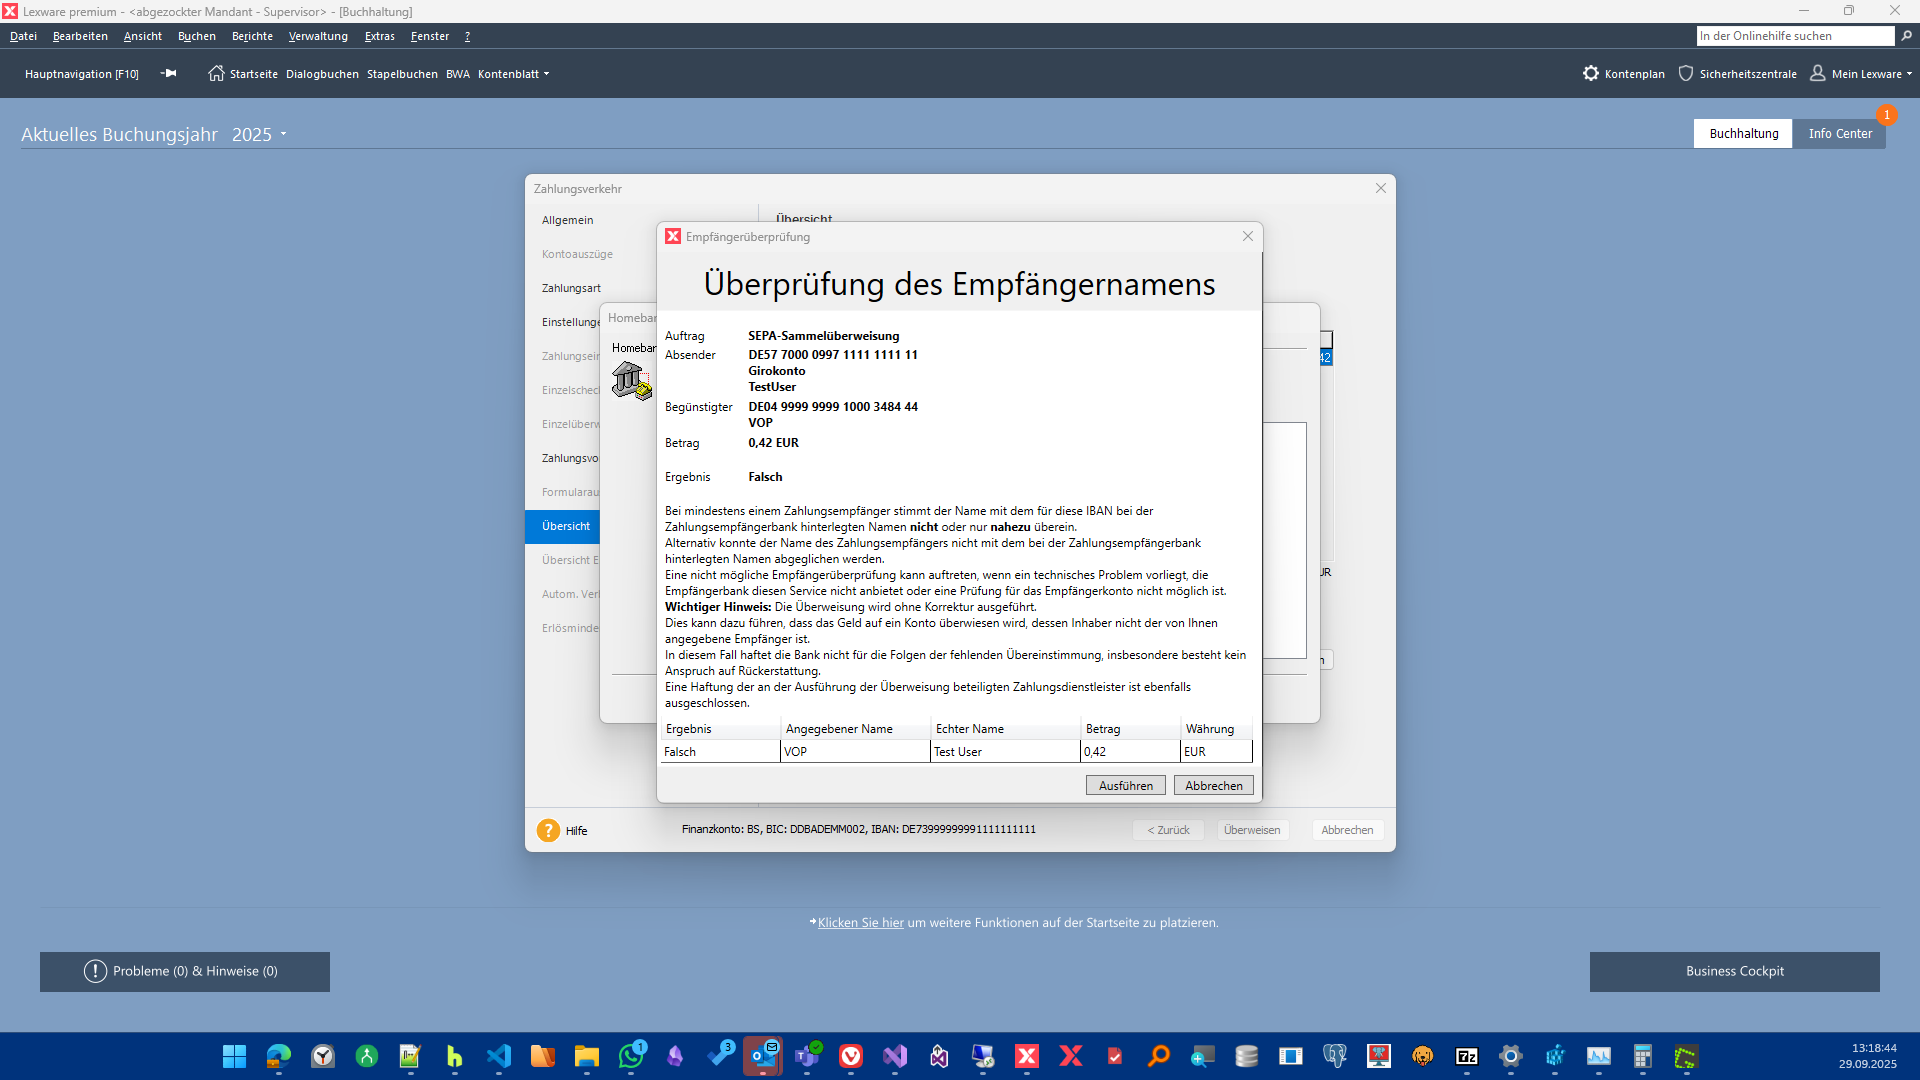 Lexware premium - <abgezockter Mandant - Supervisor> - [Buchhaltung]
Datei Bearbeiten Ansicht Buchen Berichte Verwaltung Extras Fenster ?
In der Onlinehilfe suchen
Hauptnavigation [F10]
Startseite Dialogbuchen Stapelbuchen BWA Kontenblatt
Kontenplan Sicherheitszentrale Mein Lexware
Aktuelles Buchungsjahr 2025
Buchhaltung Info Center 1
Zahlungsverkehr
Allgemein
Kontoauszüge
Zahlungsart
Übersicht
Empfängerüberprüfung
Überprüfung des Empfängernamens
Auftrag SEPA-Sammelüberweisung
Absender DE57 7000 0997 1111 1111 11
Girokonto
TestUser
Begünstigter DE04 9999 9999 1000 3484 44
VOP
Betrag 0,42 EUR
Ergebnis Falsch
Bei mindestens einem Zahlungsempfänger stimmt der Name mit dem für diese IBAN bei der
Zahlungsempfängerbank hinterlegten Namen nicht oder nur nahezu überein.
Alternativ konnte der Name des Zahlungsempfängers nicht mit dem bei der Zahlungsempfängerbank
hinterlegten Namen abgeglichen werden.
Eine nicht mögliche Empfängerüberprüfung kann auftreten, wenn ein technisches Problem vorliegt, die
Empfängerbank diesen Service nicht anbietet oder eine Prüfung für das Empfängerkonto nicht möglich ist.
Wichtiger Hinweis: Die Überweisung wird ohne Korrektur ausgeführt.
Dies kann dazu führen, dass das Geld auf ein Konto überwiesen wird, dessen Inhaber nicht der von Ihnen
angegebene Empfänger ist.
In diesem Fall haftet die Bank nicht für die Folgen der fehlenden Übereinstimmung, insbesondere besteht kein
Anspruch auf Rückerstattung.
Eine Haftung der an der Ausführung der Überweisung beteiligten Zahlungsdienstleister ist ebenfalls
ausgeschlossen.
Ergebnis Angegebener Name Echter Name Betrag Währung
Falsch VOP Test User 0,42 EUR
Ausführen Abbrechen
Übersicht
Hilfe
Finanzkonto: BS, BIC: DDBADEMM002, IBAN: DE73999999991111111111
< Zurück Überweisen Abbrechen
Klicken Sie hier um weitere Funktionen auf der Startseite zu platzieren.
Probleme (0) & Hinweise (0)
Business Cockpit
1
3
7z
13:18:44
29.09.2025